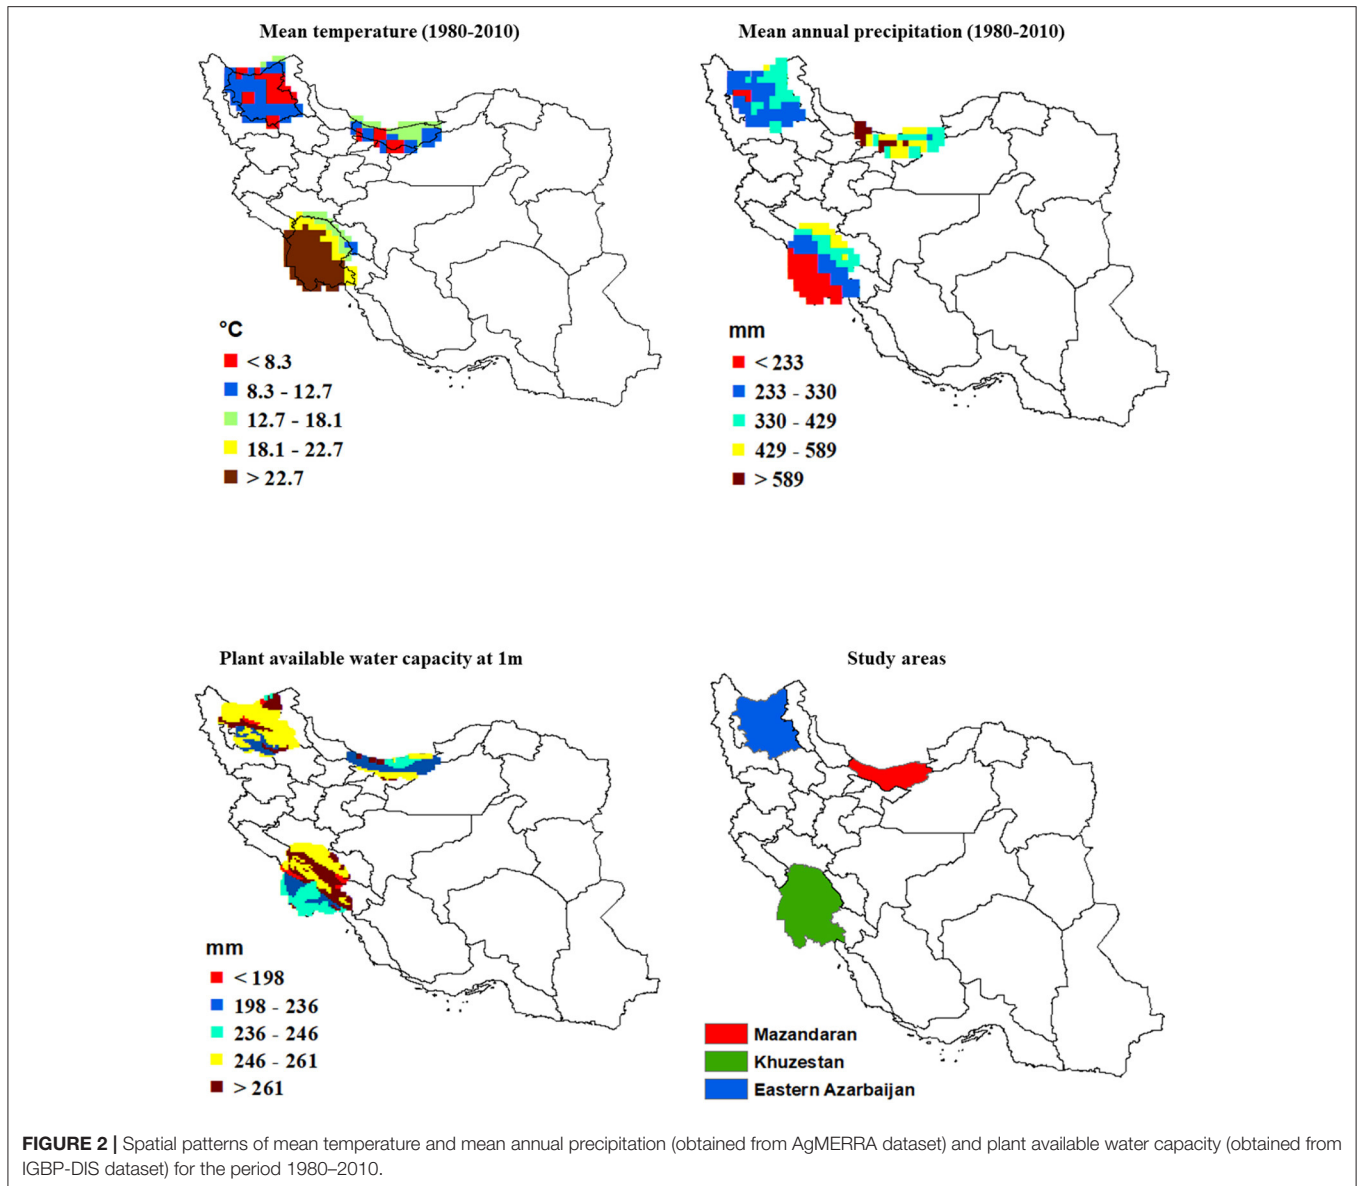 Mean temperature (1980-2010)
°C
< 8.3
8.3 - 12.7
12.7 - 18.1
18.1 - 22.7
> 22.7
Mean annual precipitation (1980-2010)
mm
< 233
233 - 330
330 - 429
429 - 589
> 589
Plant available water capacity at 1m
mm
< 198
198 - 236
236 - 246
246 - 261
> 261
Study areas
Mazandaran
Khuzestan
Eastern Azarbaijan
FIGURE 2 | Spatial patterns of mean temperature and mean annual precipitation (obtained from AgMERRA dataset) and plant available water capacity (obtained from
IGBP-DIS dataset) for the period 1980–2010.